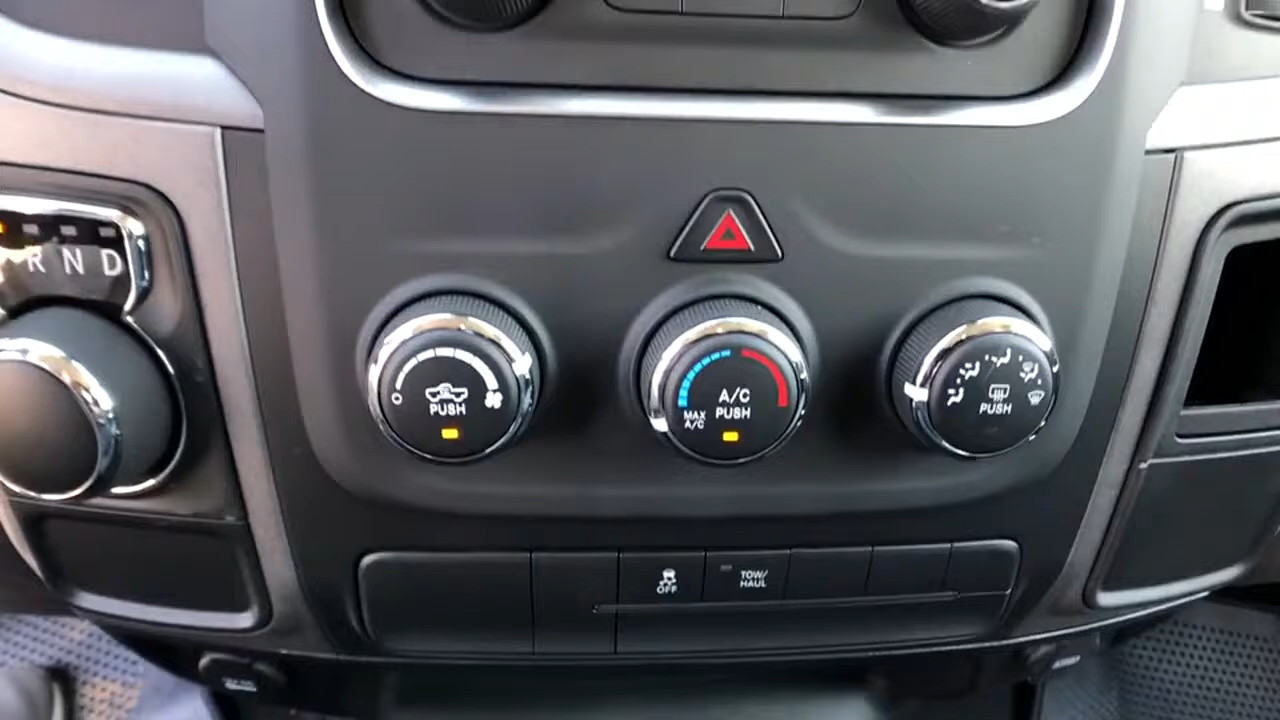 R N D
O
PUSH
A/C
PUSH
MAX
A/C
PUSH
OFF
TOW/
HAUL